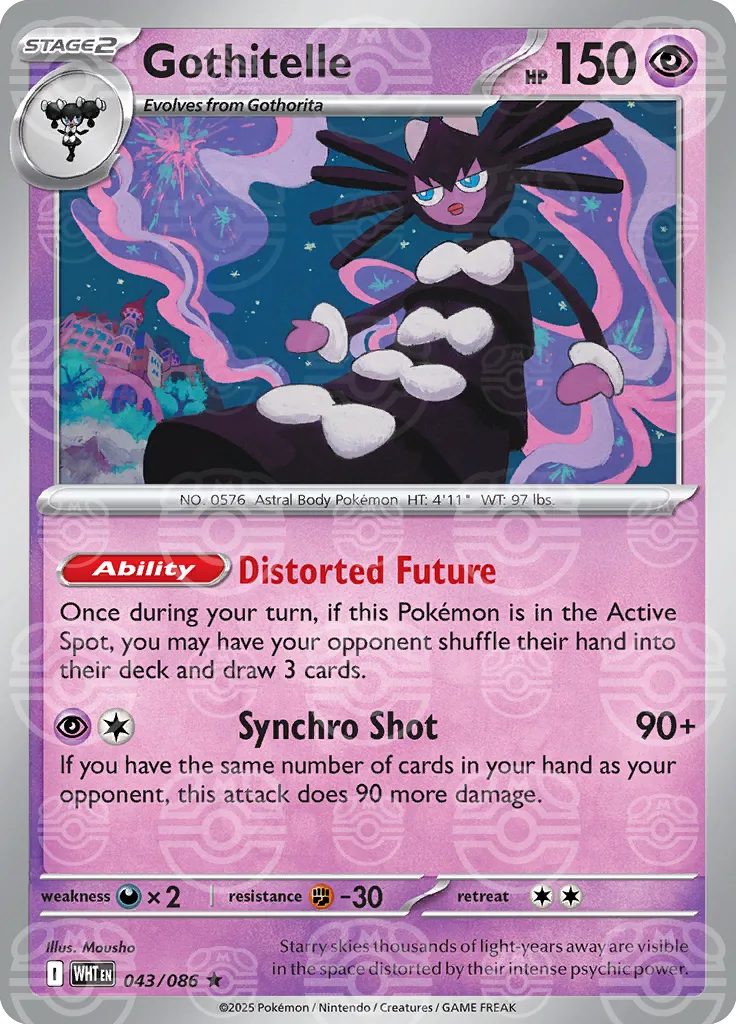 STAGE2
Gothitelle
HP 150
Evolves from Gothorita
NO. 0576 Astral Body Pokémon HT: 4'11" WT: 97 lbs.
Ability Distorted Future
Once during your turn, if this Pokémon is in the Active
Spot, you may have your opponent shuffle their hand into
their deck and draw 3 cards.
Synchro Shot 90+
If you have the same number of cards in your hand as your
opponent, this attack does 90 more damage.
weakness ×2 resistance -30 retreat
Illus. Mousho
Starry skies thousands of light-years away are visible
in the space distorted by their intense psychic power.
I WHT EN 043/086 ★
©2025 Pokémon / Nintendo / Creatures / GAME FREAK